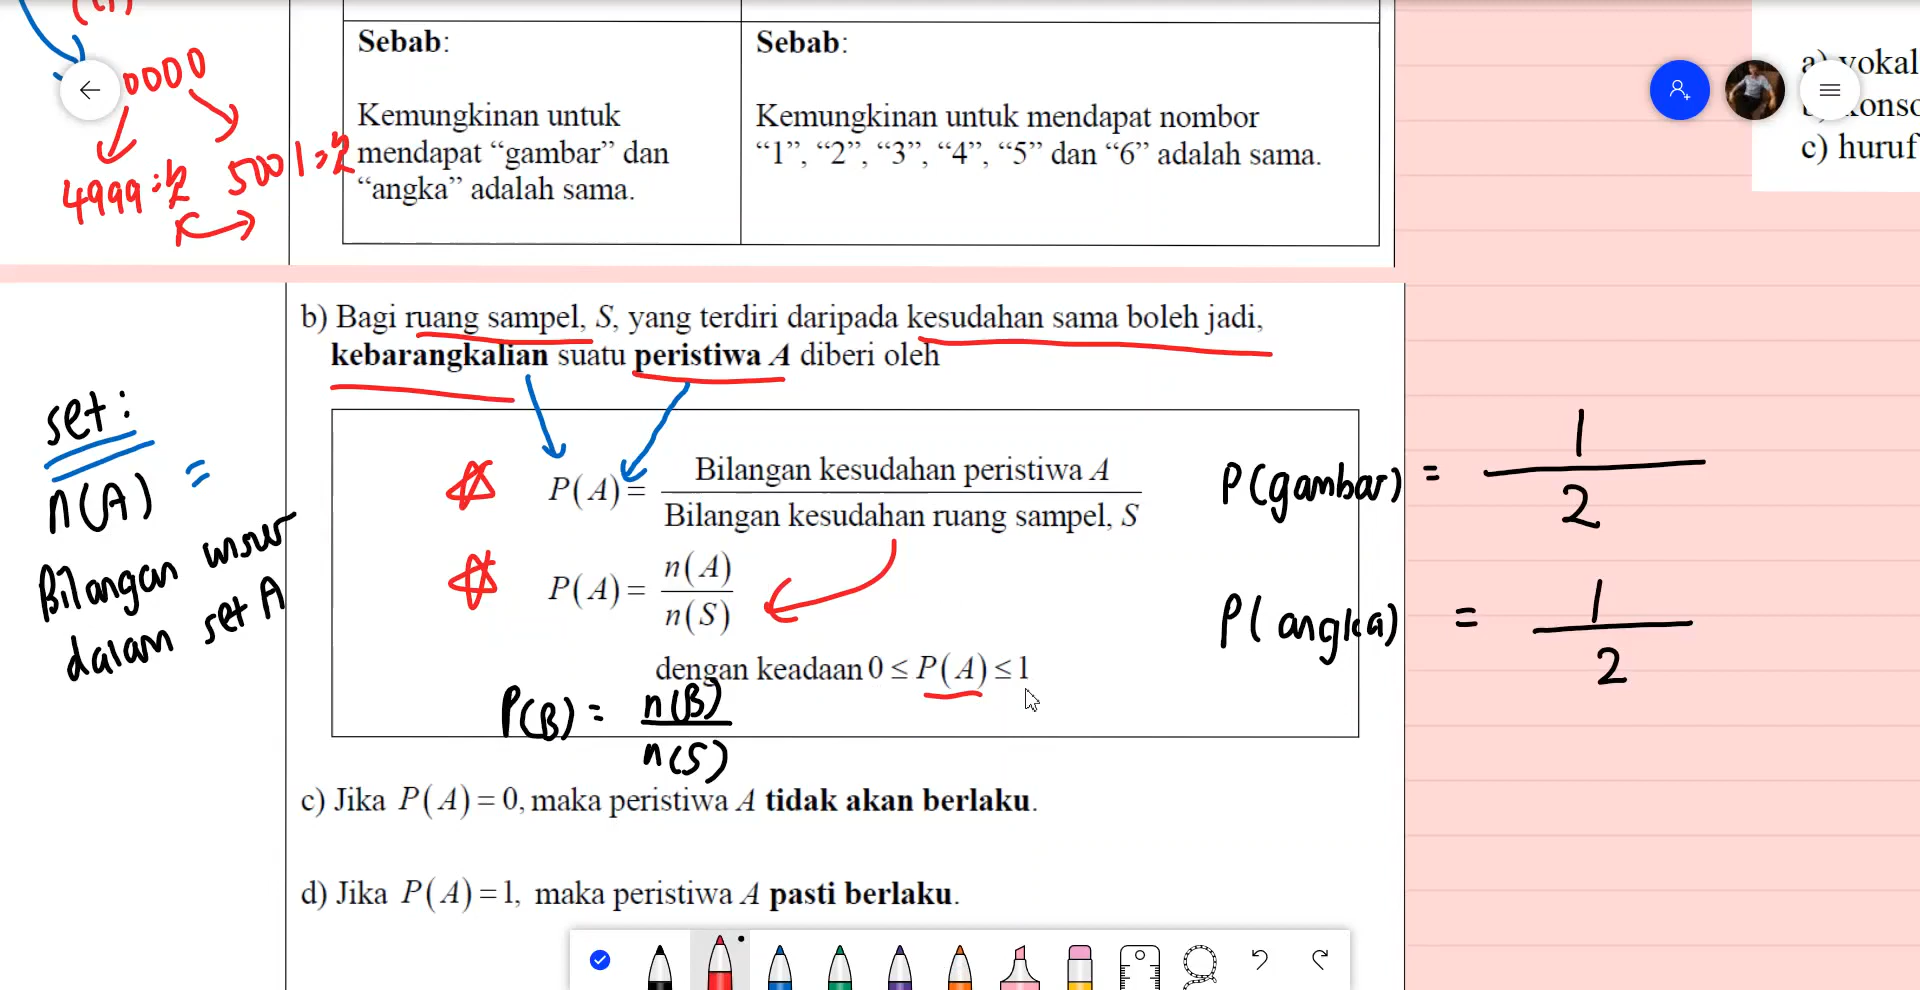 0000
4999 = ½
5001 = ½
Sebab:
Kemungkinan untuk
mendapat “gambar” dan
“angka” adalah sama.
Sebab:
Kemungkinan untuk mendapat nombor
“1”, “2”, “3”, “4”, “5” dan “6” adalah sama.
a) vokal
konso
c) huruf
b) Bagi ruang sampel, S, yang terdiri daripada kesudahan sama boleh jadi,
kebarangkalian suatu peristiwa A diberi oleh
set:
n(A) =
Bilangan unsur
dalam set A
P(A) = Bilangan kesudahan peristiwa A
Bilangan kesudahan ruang sampel, S
P(A) = n(A)
n(S)
dengan keadaan 0 ≤ P(A) ≤ 1
P(B) = n(B)
n(S)
P(gambar) = 1
2
P(angka) = 1
2
c) Jika P(A) = 0, maka peristiwa A tidak akan berlaku.
d) Jika P(A) = 1, maka peristiwa A pasti berlaku.